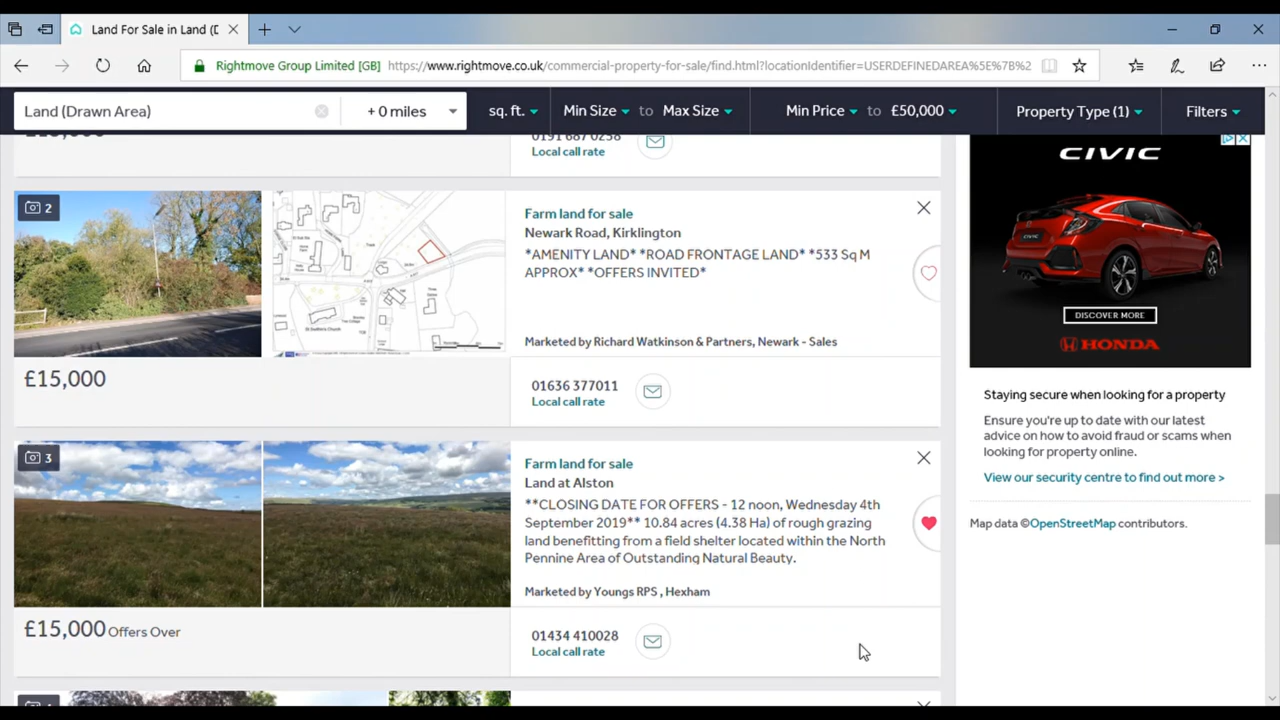 Land For Sale in Land (D
Rightmove Group Limited [GB] https://www.rightmove.co.uk/commercial-property-for-sale/find.html?locationIdentifier=USERDEFINEDAREA%5E%7B%2
Land (Drawn Area)
+ 0 miles
sq. ft.
Min Size to Max Size
Min Price to £50,000
Property Type (1)
Filters
0191 687 0238
Local call rate
2
Farm land for sale
Newark Road, Kirklington
*AMENITY LAND* *ROAD FRONTAGE LAND* *533 Sq M
APPROX* *OFFERS INVITED*
Marketed by Richard Watkinson & Partners, Newark - Sales
£15,000
01636 377011
Local call rate
3
Farm land for sale
Land at Alston
**CLOSING DATE FOR OFFERS - 12 noon, Wednesday 4th
September 2019** 10.84 acres (4.38 Ha) of rough grazing
land benefitting from a field shelter located within the North
Pennine Area of Outstanding Natural Beauty.
Marketed by Youngs RPS , Hexham
£15,000 Offers Over
01434 410028
Local call rate
CIVIC
DISCOVER MORE
HONDA
Staying secure when looking for a property
Ensure you're up to date with our latest
advice on how to avoid fraud or scams when
looking for property online.
View our security centre to find out more >
Map data ©OpenStreetMap contributors.